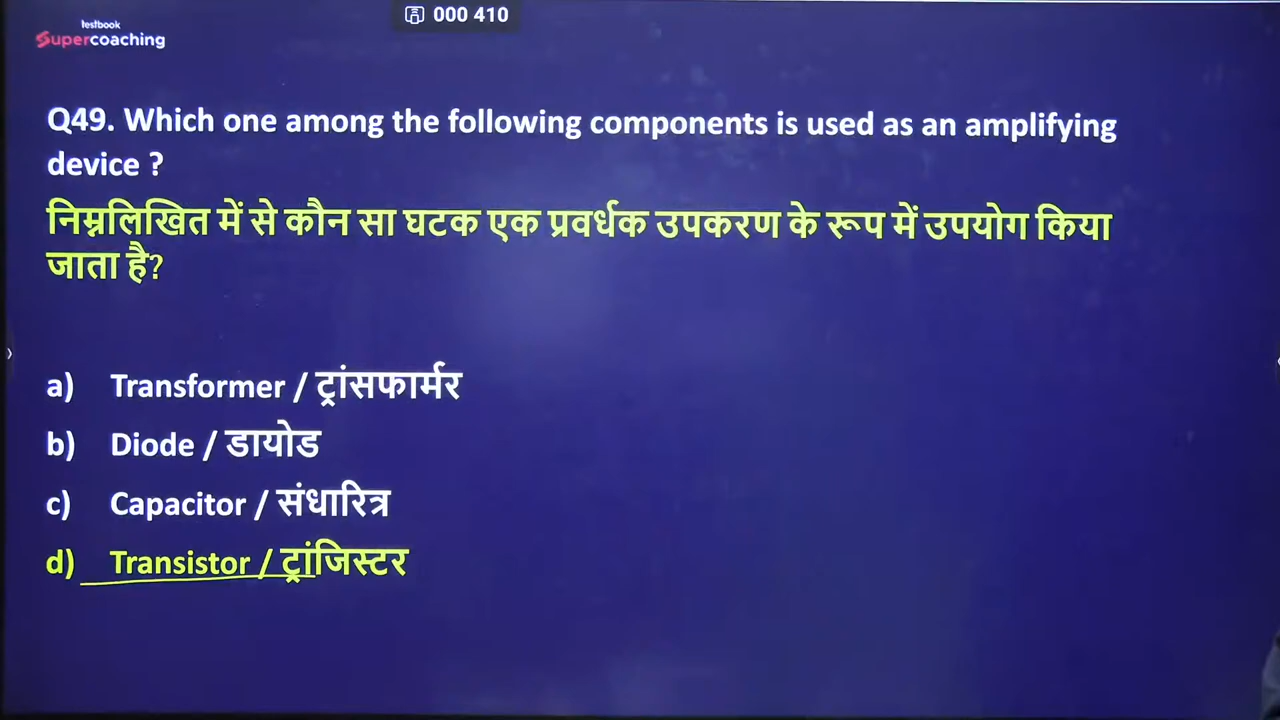 testbook
Supercoaching
000 410
Q49. Which one among the following components is used as an amplifying
device ?
निम्नलिखित में से कौन सा घटक एक प्रवर्धक उपकरण के रूप में उपयोग किया
जाता है?
a) Transformer / ट्रांसफार्मर
b) Diode / डायोड
c) Capacitor / संधारित्र
d) Transistor / ट्रांजिस्टर